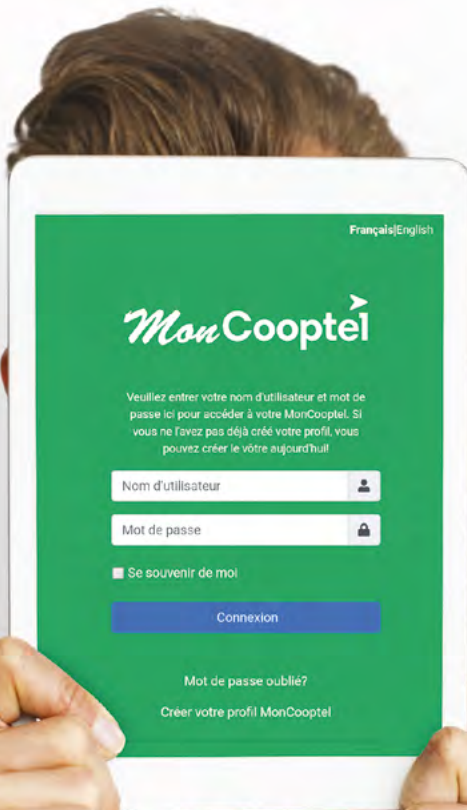 Français|English
MonCooptel
Veuillez entrer votre nom d'utilisateur et mot de
passe ici pour accéder à votre MonCooptel. Si
vous ne l'avez pas déjà créé votre profil, vous
pouvez créer le vôtre aujourd'hui!
Nom d'utilisateur
Mot de passe
Se souvenir de moi
Connexion
Mot de passe oublié?
Créer votre profil MonCooptel